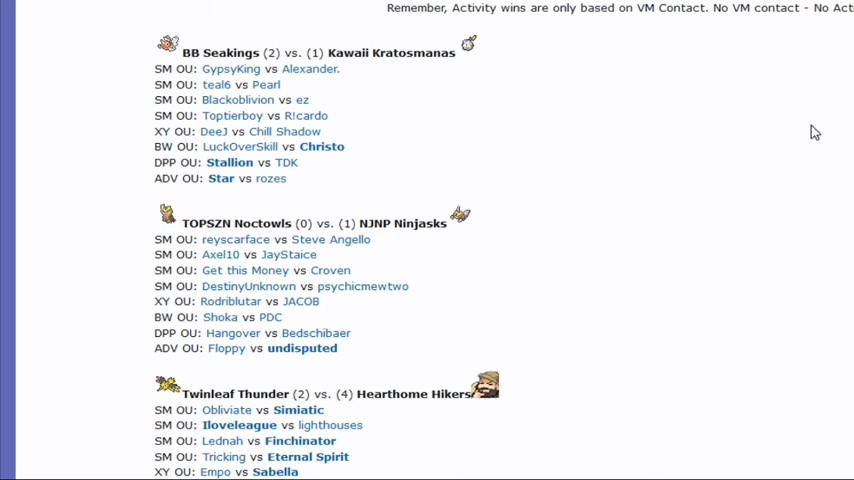 Remember, Activity wins are only based on VM Contact. No VM contact - No Acti
BB Seakings (2) vs. (1) Kawaii Kratosmanas
SM OU: GypsyKing vs Alexander.
SM OU: teal6 vs Pearl
SM OU: Blackoblivion vs ez
SM OU: Toptierboy vs R!cardo
XY OU: DeeJ vs Chill Shadow
BW OU: LuckOverSkill vs Christo
DPP OU: Stallion vs TDK
ADV OU: Star vs rozes
TOPSZN Noctowls (0) vs. (1) NJNP Ninjasks
SM OU: reyscarface vs Steve Angello
SM OU: Axel10 vs JayStaice
SM OU: Get this Money vs Croven
SM OU: DestinyUnknown vs psychicmewtwo
XY OU: Rodriblutar vs JACOB
BW OU: Shoka vs PDC
DPP OU: Hangover vs Bedschibaer
ADV OU: Floppy vs undisputed
Twinleaf Thunder (2) vs. (4) Hearthome Hikers
SM OU: Obliviate vs Simiatic
SM OU: Iloveleague vs lighthouses
SM OU: Lednah vs Finchinator
SM OU: Tricking vs Eternal Spirit
XY OU: Empo vs Sabella